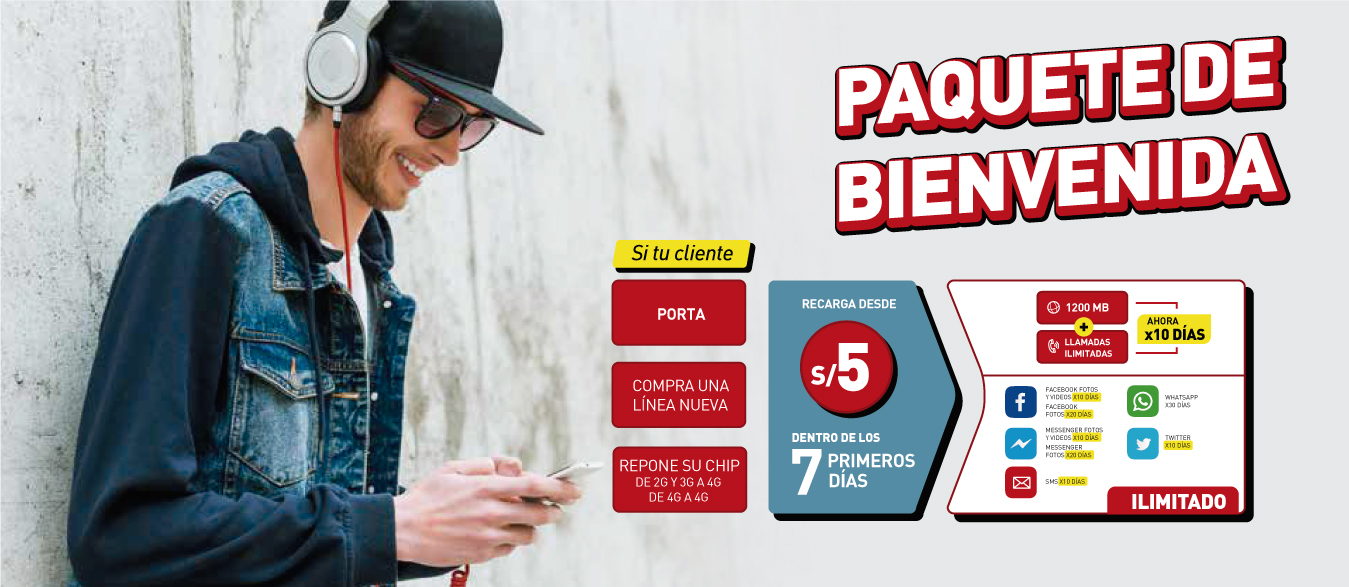 PAQUETE DE
BIENVENIDA
Si tu cliente
PORTA
COMPRA UNA
LÍNEA NUEVA
REPONE SU CHIP
DE 2G Y 3G A 4G
DE 4G A 4G
RECARGA DESDE
S/5
DENTRO DE LOS
7 PRIMEROS
DÍAS
1200 MB
+
LLAMADAS
ILIMITADAS
AHORA
x10 DÍAS
FACEBOOK FOTOS
Y VIDEOS X10 DÍAS
FACEBOOK
FOTOS X20 DÍAS
WHATSAPP
X30 DÍAS
MESSENGER FOTOS
Y VIDEOS X10 DÍAS
MESSENGER
FOTOS X20 DÍAS
TWITTER
X10 DÍAS
SMS X10 DÍAS
ILIMITADO